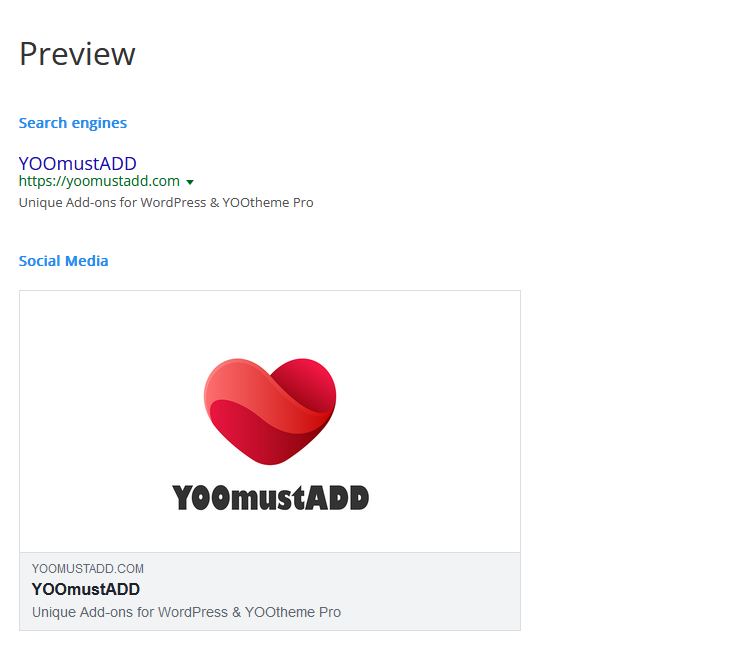 Preview
Search engines
YOOmustADD
https://yoomustadd.com
Unique Add-ons for WordPress & YOOtheme Pro
Social Media
YOOmustADD
YOOMUSTADD.COM
YOOmustADD
Unique Add-ons for WordPress & YOOtheme Pro